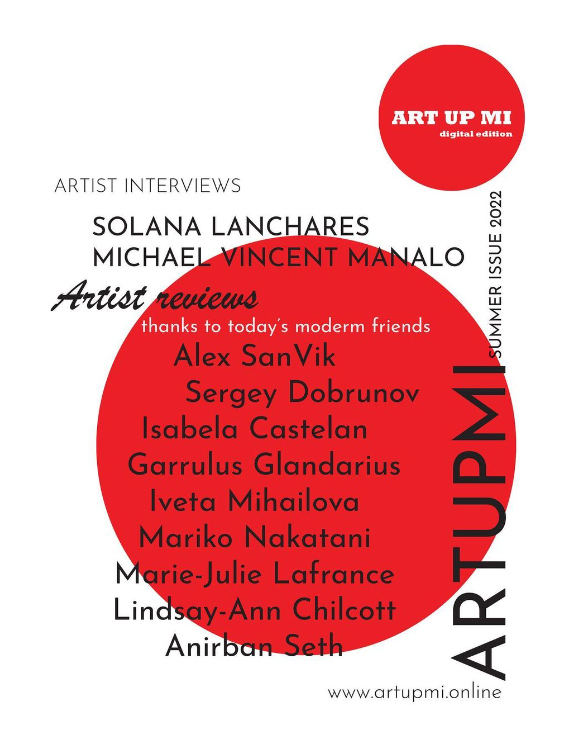 ART UP MI
digital edition
ARTIST INTERVIEWS
SOLANA LANCHARES
MICHAEL VINCENT MANALO
Artist reviews
thanks to today´s moderm friends
Alex SanVik
Sergey Dobrunov
Isabela Castelan
Garrulus Glandarius
Iveta Mihailova
Mariko Nakatani
Marie-Julie Lafrance
Lindsay-Ann Chilcott
Anirban Seth
ARTUPMI
SUMMER ISSUE 2022
www.artupmi.online